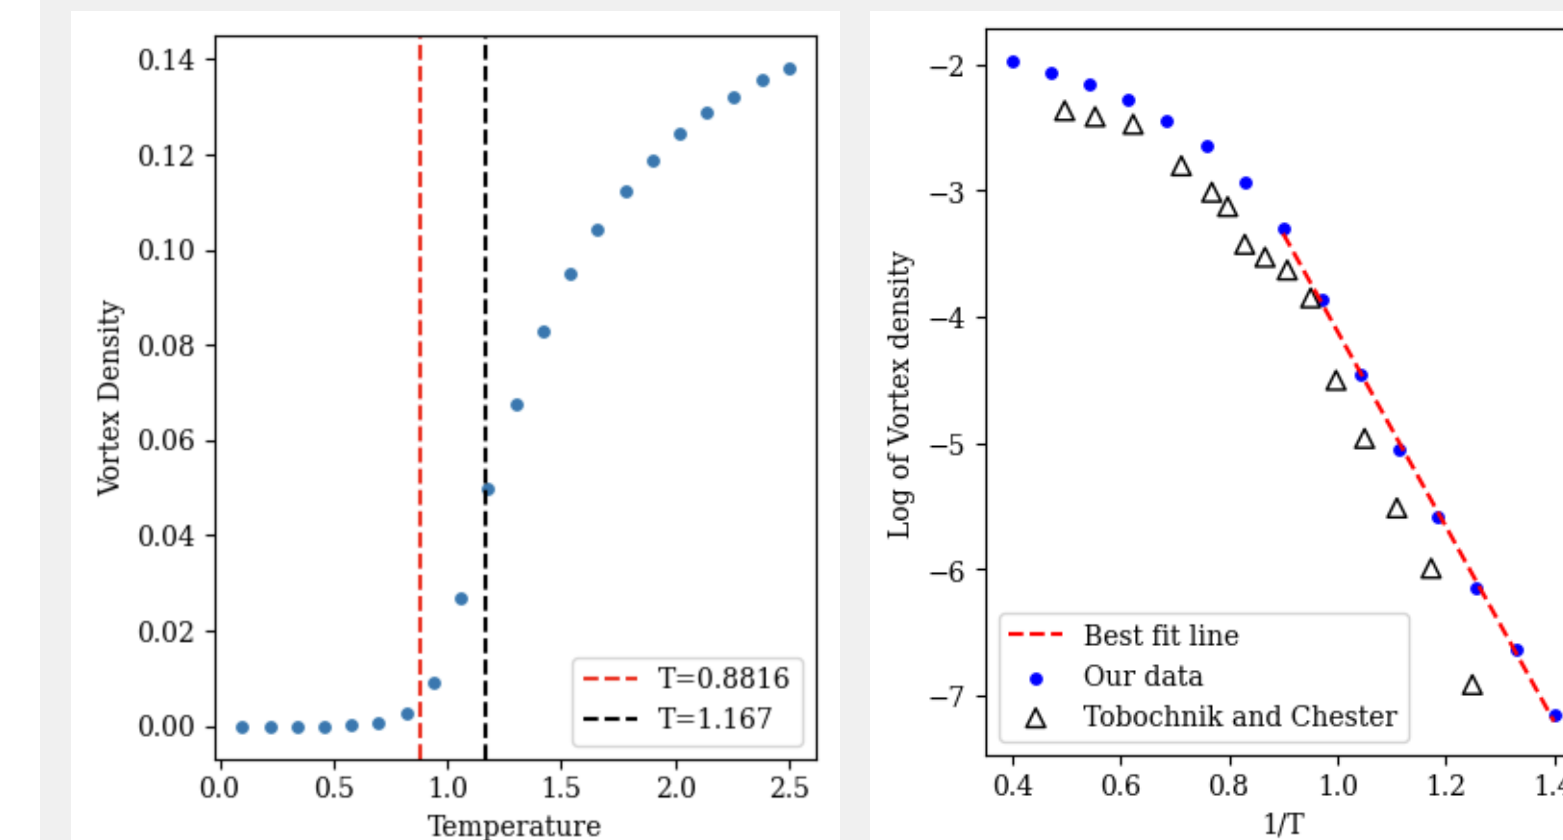 0.14
0.12
0.10
0.08
0.06
0.04
0.02
0.00
Vortex Density
0.0 0.5 1.0 1.5 2.0 2.5
Temperature
T=0.8816
T=1.167
−2
−3
−4
−5
−6
−7
Log of Vortex density
0.4 0.6 0.8 1.0 1.2 1.4
1/T
Best fit line
Our data
Tobochnik and Chester